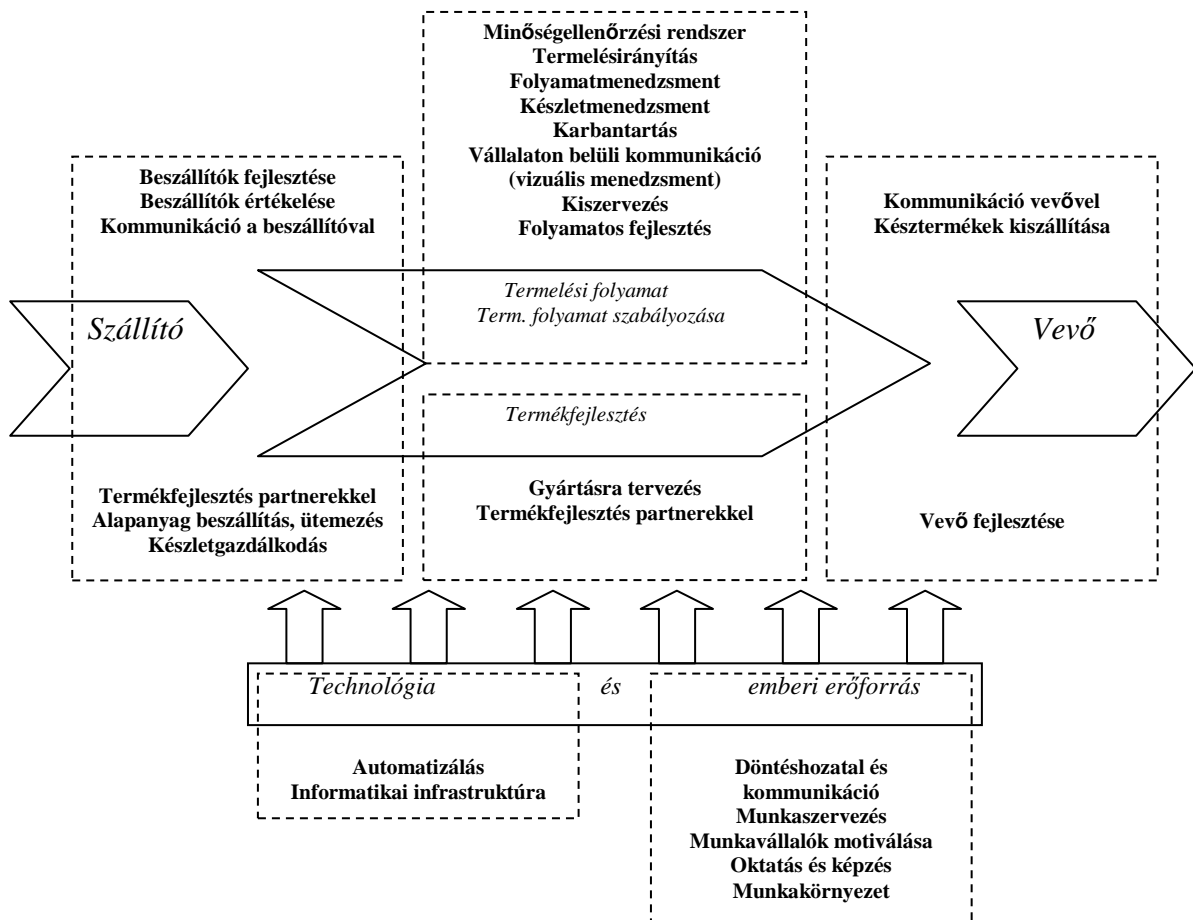 Minőségellenőrzési rendszer
Termelésirányítás
Folyamatmenedzsment
Készletmenedzsment
Karbantartás
Vállalaton belüli kommunikáció
(vizuális menedzsment)
Kiszervezés
Folyamatos fejlesztés
Beszállítók fejlesztése
Beszállítók értékelése
Kommunikáció a beszállítóval
Kommunikáció vevővel
Késztermékek kiszállítása
Szállító
Termelési folyamat
Term. folyamat szabályozása
Vevő
Termékfejlesztés
Termékfejlesztés partnerekkel
Alapanyag beszállítás, ütemezés
Készletgazdálkodás
Gyártásra tervezés
Termékfejlesztés partnerekkel
Vevő fejlesztése
Technológia és emberi erőforrás
Automatizálás
Informatikai infrastruktúra
Döntéshozatal és
kommunikáció
Munkaszervezés
Munkavállalók motiválása
Oktatás és képzés
Munkakörnyezet